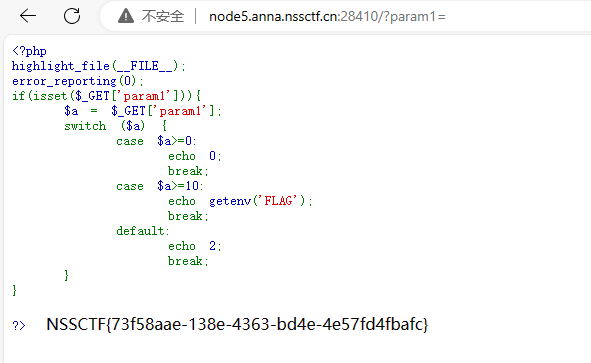 不安全 node5.anna.nssctf.cn:28410/?param1=
<?php
highlight_file(__FILE__);
error_reporting(0);
if(isset($_GET['param1'])){
$a = $_GET['param1'];
switch ($a) {
case $a>=0:
echo 0;
break;
case $a>=10:
echo getenv('FLAG');
break;
default:
echo 2;
break;
}
}
?> NSSCTF{73f58aae-138e-4363-bd4e-4e57fd4fbafc}